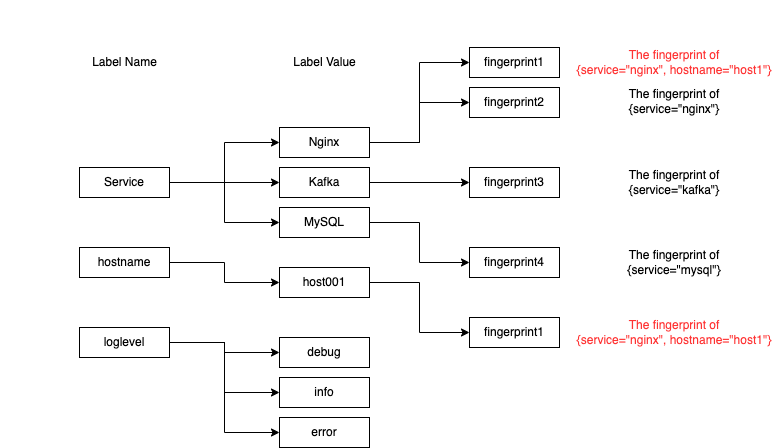 The fingerprint of
{service="nginx", hostname="host1"}
Label Name
Label Value
fingerprint1
fingerprint2
The fingerprint of
{service="nginx"}
Nginx
Service
Kafka
fingerprint3
The fingerprint of
{service="kafka"}
MySQL
hostname
host001
fingerprint4
The fingerprint of
{service="mysql"}
loglevel
fingerprint1
The fingerprint of
{service="nginx", hostname="host1"}
debug
info
error